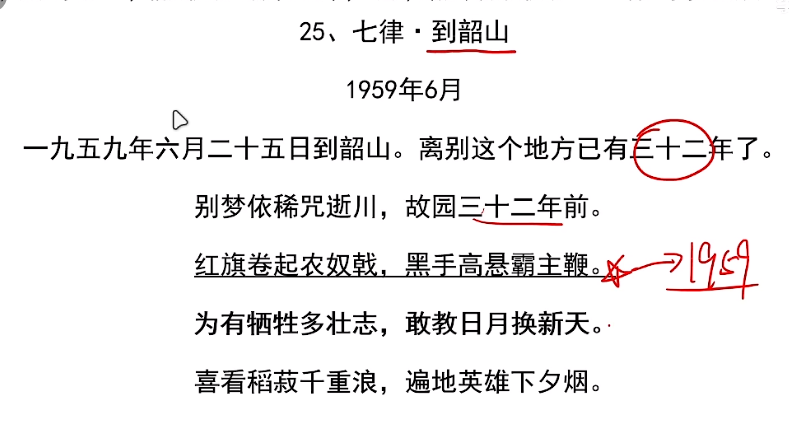 25、七律·到韶山
1959年6月
一九五九年六月二十五日到韶山。离别这个地方已有三十二年了。
别梦依稀咒逝川，故园三十二年前。
红旗卷起农奴戟，黑手高悬霸主鞭。
1959
为有牺牲多壮志，敢教日月换新天。
喜看稻菽千重浪，遍地英雄下夕烟。